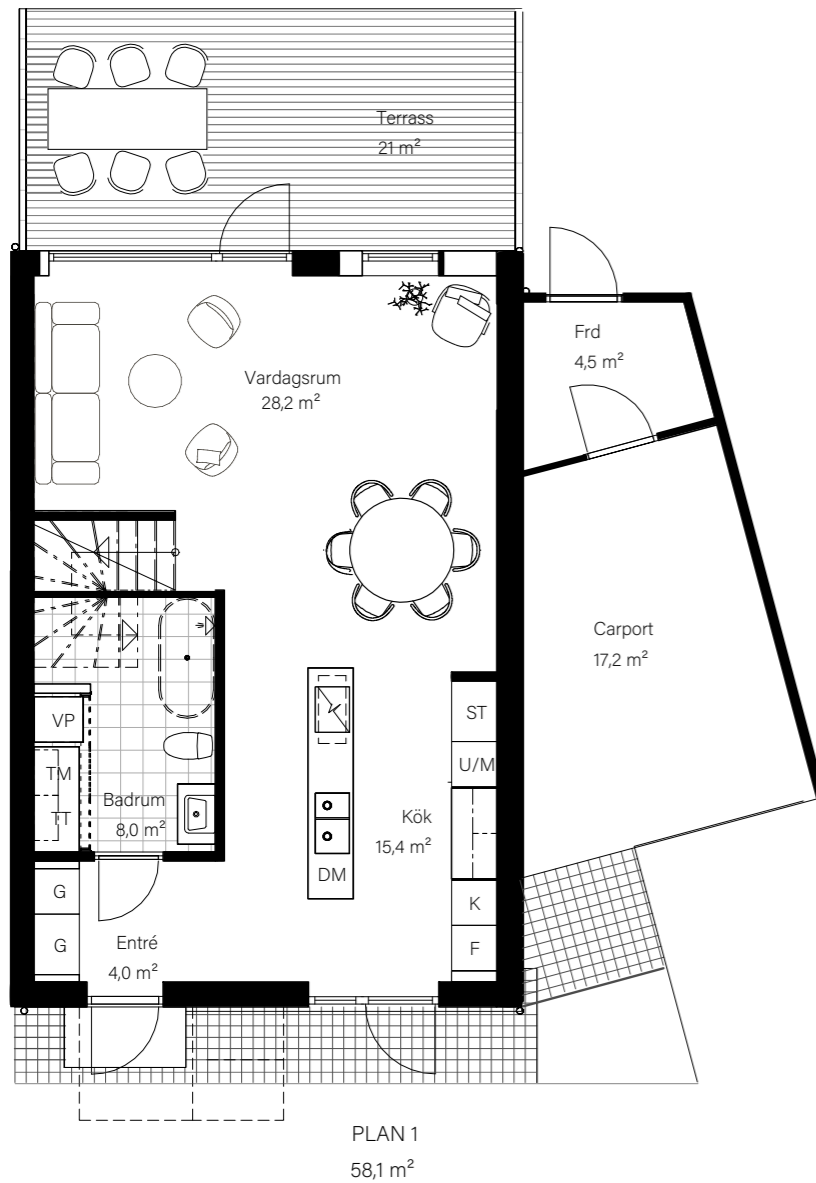 Terrass
21 m²
Frd
4,5 m²
Vardagsrum
28,2 m²
Carport
17,2 m²
ST
VP
U/M
TM
Badrum
TT
8,0 m²
Kök
15,4 m²
DM
G
K
Entré
G
F
4,0 m²
PLAN 1
58,1 m²